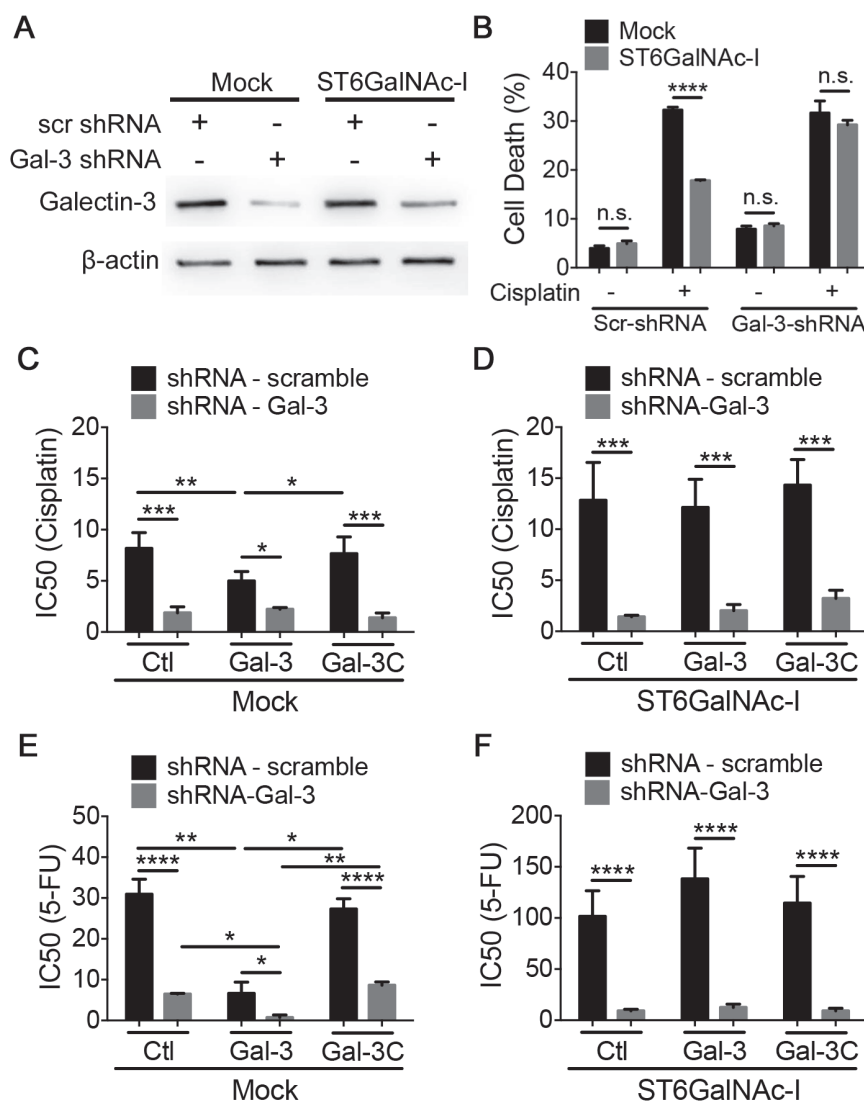 A
Mock
ST6GalNAc-I
scr shRNA
+ - + -
Gal-3 shRNA
- + - +
Galectin-3
β-actin
B
Mock
ST6GalNAc-I
Cell Death (%)
40
30
20
10
0
n.s.
****
n.s.
n.s.
Cisplatin - + - +
Scr-shRNA
Gal-3-shRNA
C
shRNA - scramble
shRNA - Gal-3
IC50 (Cisplatin)
20
15
10
5
0
** *
*** * ***
Ctl Gal-3 Gal-3C
Mock
D
shRNA - scramble
shRNA-Gal-3
IC50 (Cisplatin)
20
15
10
5
0
*** *** ***
Ctl Gal-3 Gal-3C
ST6GalNAc-I
E
shRNA - scramble
shRNA-Gal-3
IC50 (5-FU)
50
40
30
20
10
0
** *
**
**** ****
*
*
Ctl Gal-3 Gal-3C
Mock
F
shRNA - scramble
shRNA-Gal-3
IC50 (5-FU)
200
150
100
50
0
**** **** ****
Ctl Gal-3 Gal-3C
ST6GalNAc-I